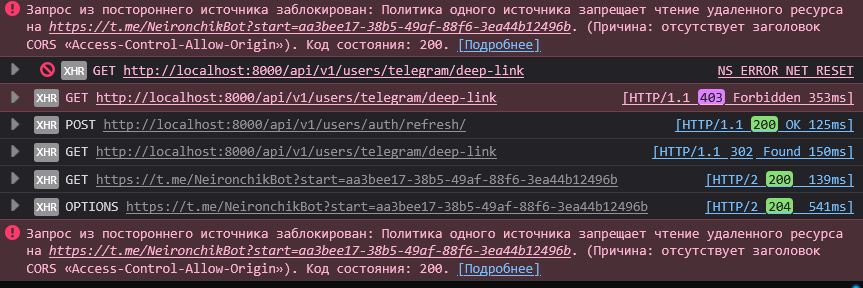 Запрос из постороннего источника заблокирован: Политика одного источника запрещает чтение удаленного ресурса
на https://t.me/NeironchikBot?start=aa3bee17-38b5-49af-88f6-3ea44b12496b. (Причина: отсутствует заголовок
CORS «Access-Control-Allow-Origin»). Код состояния: 200. [Подробнее]
XHR GET http://localhost:8000/api/v1/users/telegram/deep-link NS_ERROR_NET_RESET
XHR GET http://localhost:8000/api/v1/users/telegram/deep-link [HTTP/1.1 403 Forbidden 353ms]
XHR POST http://localhost:8000/api/v1/users/auth/refresh/ [HTTP/1.1 200 OK 125ms]
XHR GET http://localhost:8000/api/v1/users/telegram/deep-link [HTTP/1.1 302 Found 150ms]
XHR GET https://t.me/NeironchikBot?start=aa3bee17-38b5-49af-88f6-3ea44b12496b [HTTP/2 200 139ms]
XHR OPTIONS https://t.me/NeironchikBot?start=aa3bee17-38b5-49af-88f6-3ea44b12496b [HTTP/2 204 541ms]
Запрос из постороннего источника заблокирован: Политика одного источника запрещает чтение удаленного ресурса
на https://t.me/NeironchikBot?start=aa3bee17-38b5-49af-88f6-3ea44b12496b. (Причина: отсутствует заголовок
CORS «Access-Control-Allow-Origin»). Код состояния: 200. [Подробнее]